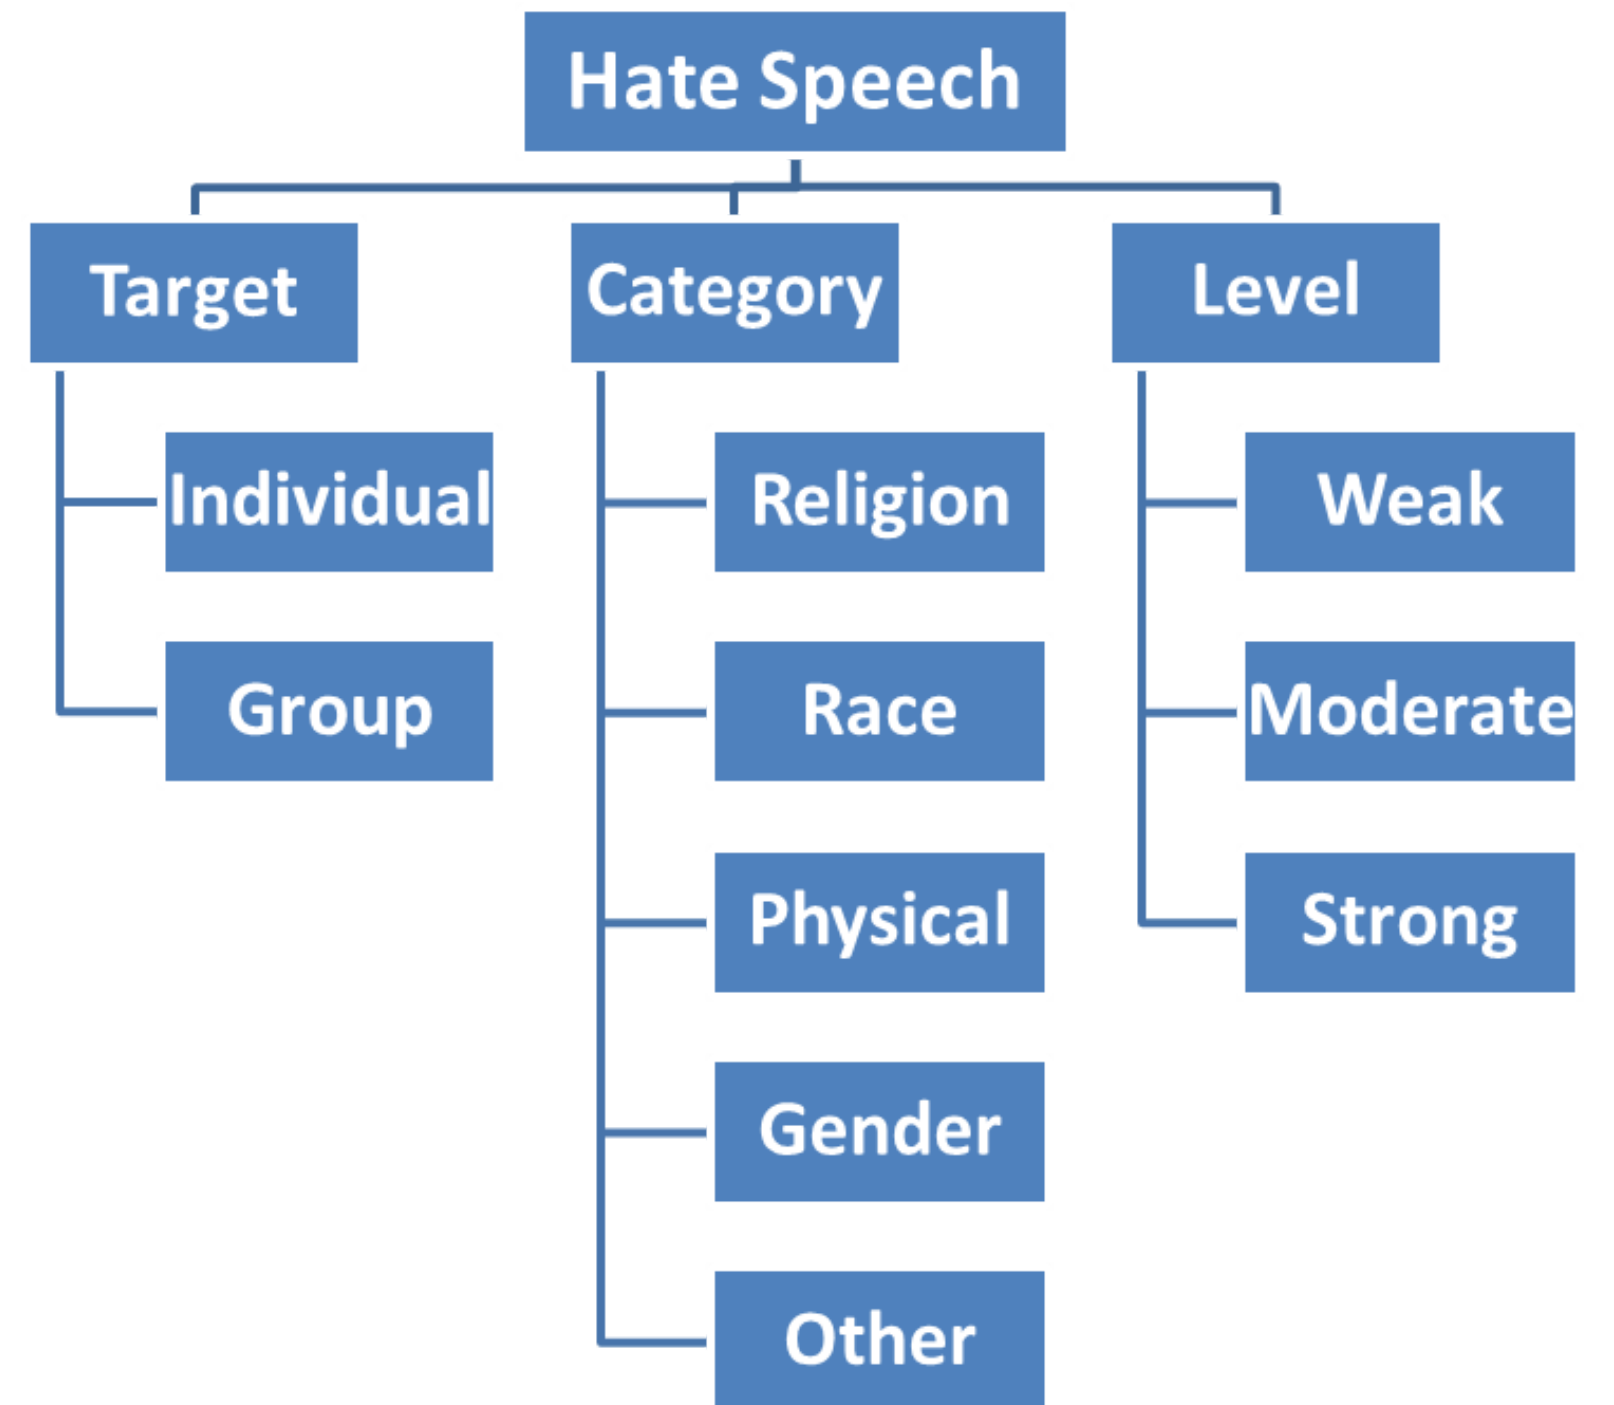 Hate Speech
Target
Category
Level
Individual
Religion
Weak
Group
Race
Moderate
Physical
Strong
Gender
Other